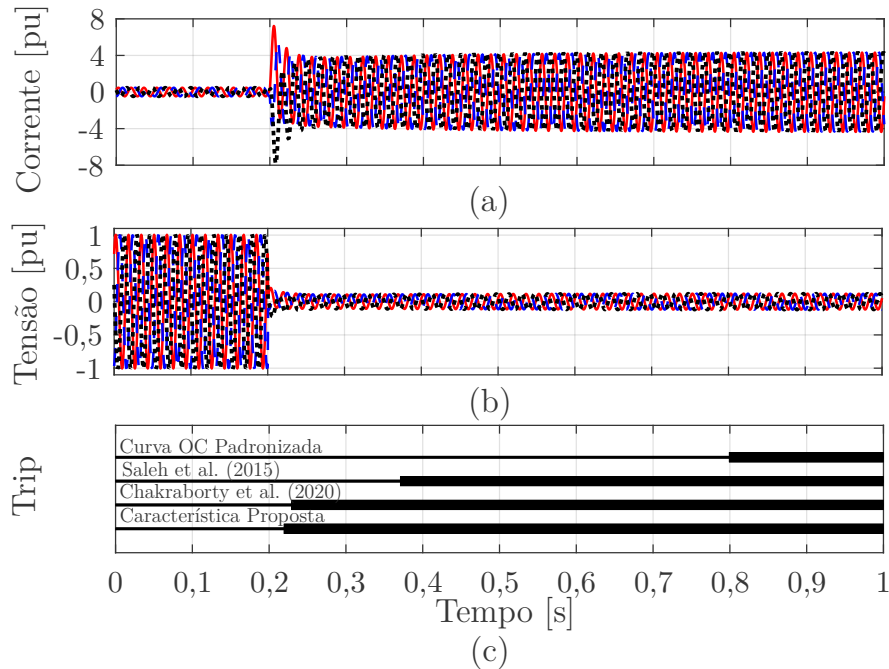 Corrente [pu]
8
4
0
-4
-8
(a)
Tensão [pu]
1
0,5
0
-0,5
-1
(b)
Trip
Curva OC Padronizada
Saleh et al. (2015)
Chakraborty et al. (2020)
Característica Proposta
0 0,1 0,2 0,3 0,4 0,5 0,6 0,7 0,8 0,9 1
Tempo [s]
(c)